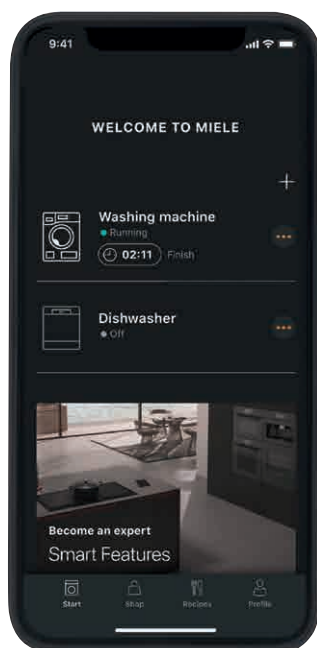 9:41
WELCOME TO MIELE
Washing machine
Running
02:11 Finish
Dishwasher
Off
Become an expert
Smart Features
Start Shop Recipes Profile